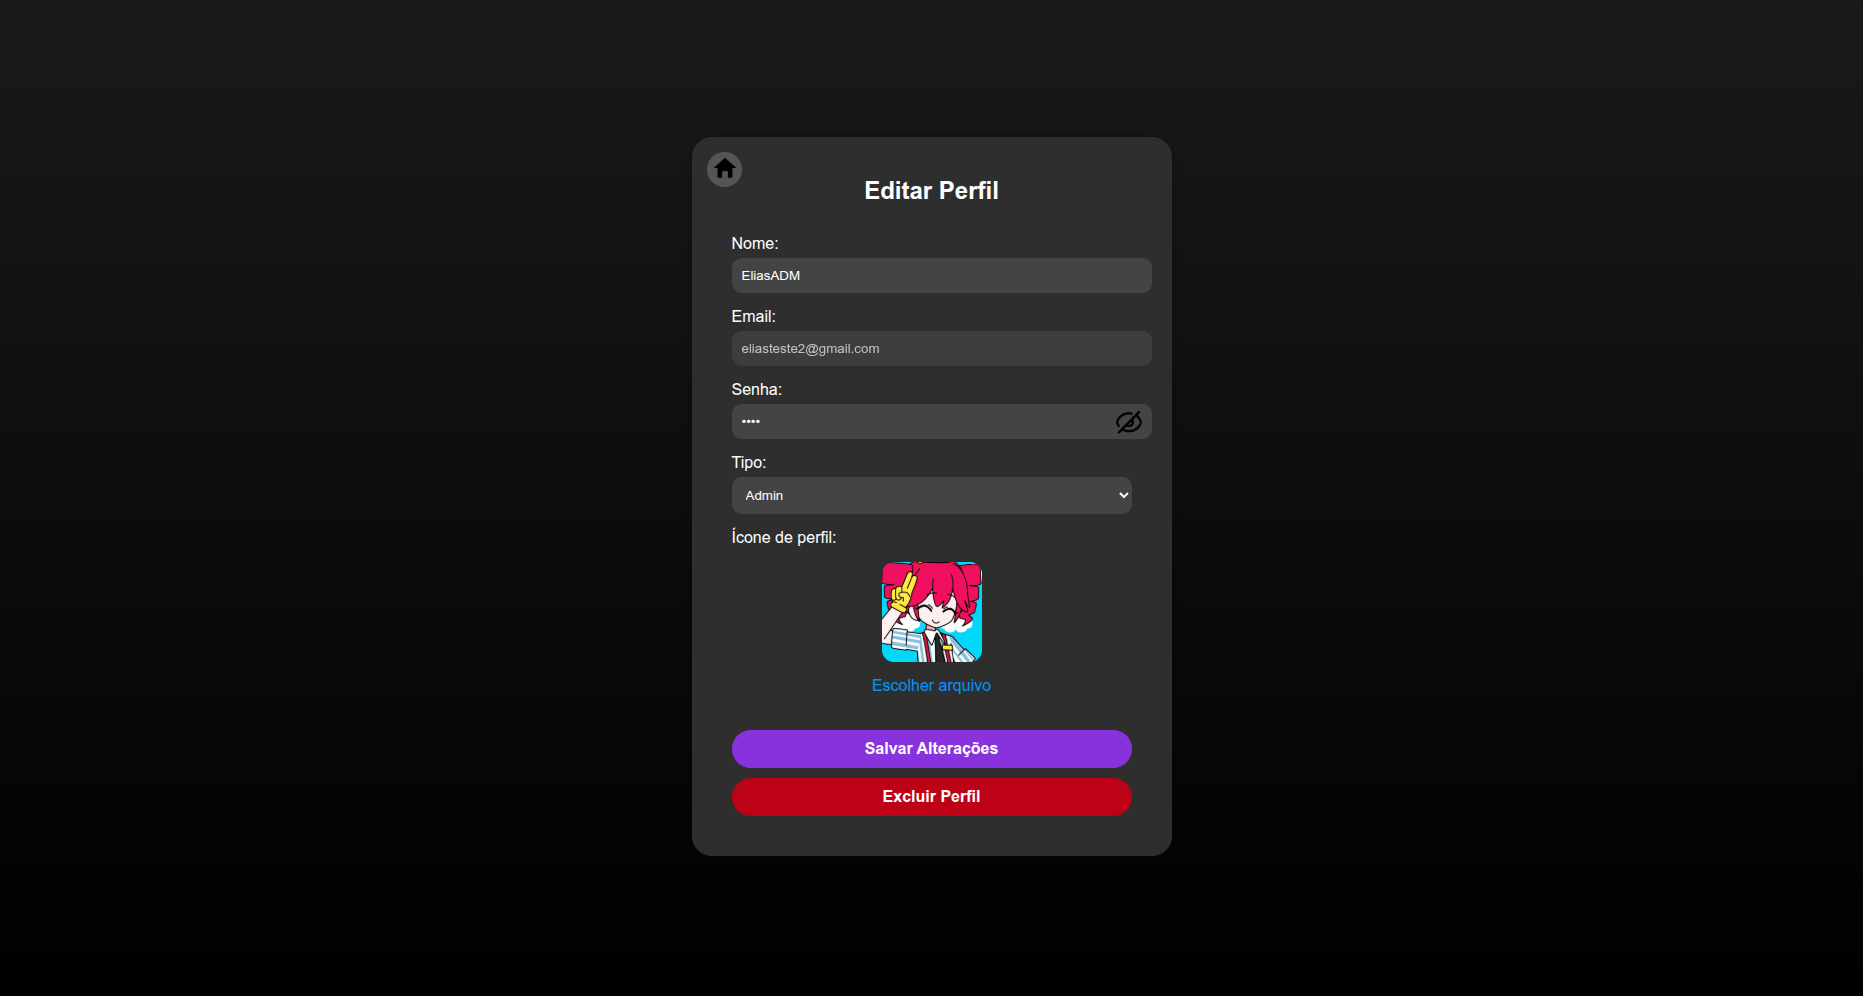 Editar Perfil
Nome:
EliasADM
Email:
eliasteste2@gmail.com
Senha:
••••
Tipo:
Admin
Ícone de perfil:
Escolher arquivo
Salvar Alterações
Excluir Perfil